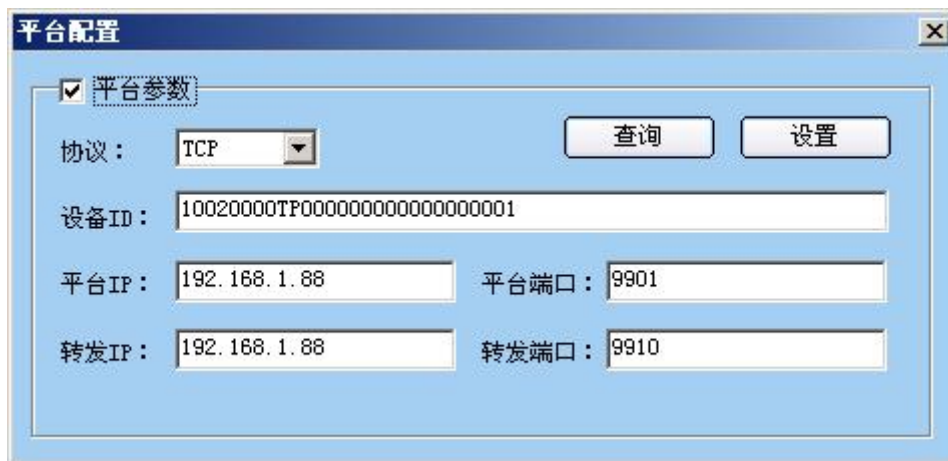 平台配置
平台参数
协议： TCP 查询 设置
设备ID： 10020000TP000000000000000001
平台IP： 192.168.1.88 平台端口： 9901
转发IP： 192.168.1.88 转发端口： 9910